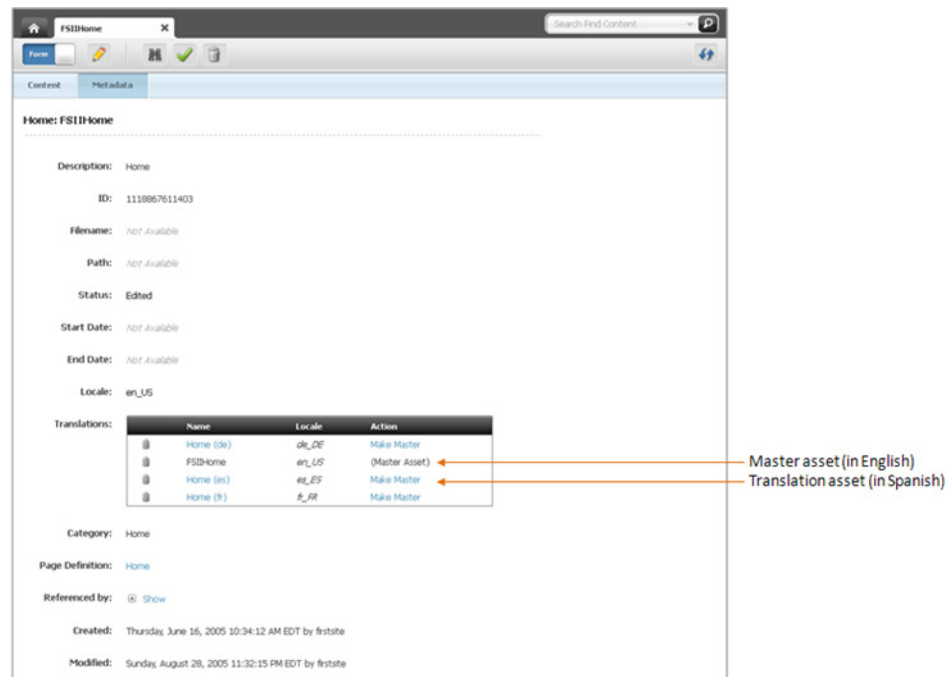 FSIIHome
Search Find Content
Form
Content Metadata
Home: FSIIHome
Description: Home
ID: 1118867611403
Filename: Not Available
Path: Not Available
Status: Edited
Start Date: Not Available
End Date: Not Available
Locale: en_US
Translations:
Name Locale Action
Home (de) de_DE Make Master
FSIIHome en_US (Master Asset)
Master asset (in English)
Home (es) es_ES Make Master
Translation asset (in Spanish)
Home (fr) fr_FR Make Master
Category: Home
Page Definition: Home
Referenced by: Show
Created: Thursday, June 16, 2005 10:34:12 AM EDT by firstsite
Modified: Sunday, August 28, 2005 11:32:15 PM EDT by firstsite